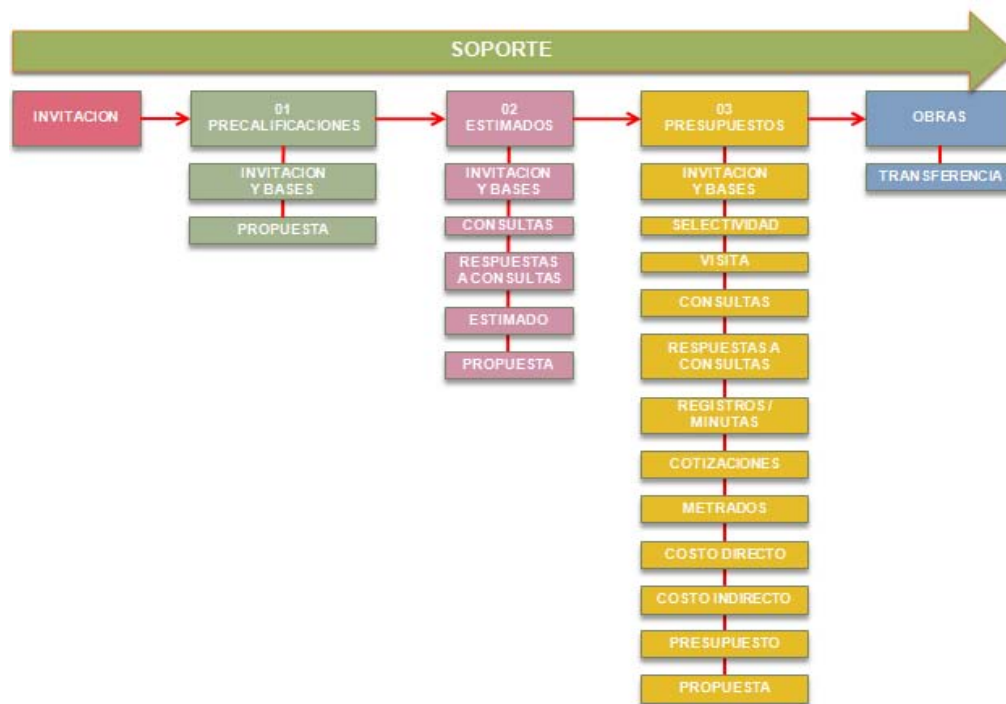 SOPORTE
INVITACION
01
PRECALIFICACIONES
INVITACION
Y BASES
PROPUESTA
02
ESTIMADOS
INVITACION
Y BASES
CONSULTAS
RESPUESTAS
A CONSULTAS
ESTIMADO
PROPUESTA
03
PRESUPUESTOS
INVITACION
Y BASES
SELECTIVIDAD
VISITA
CONSULTAS
RESPUESTAS A
CONSULTAS
REGISTROS /
MINUTAS
COTIZACIONES
METRADOS
COSTO DIRECTO
COSTO INDIRECTO
PRESUPUESTO
PROPUESTA
OBRAS
TRANSFERENCIA